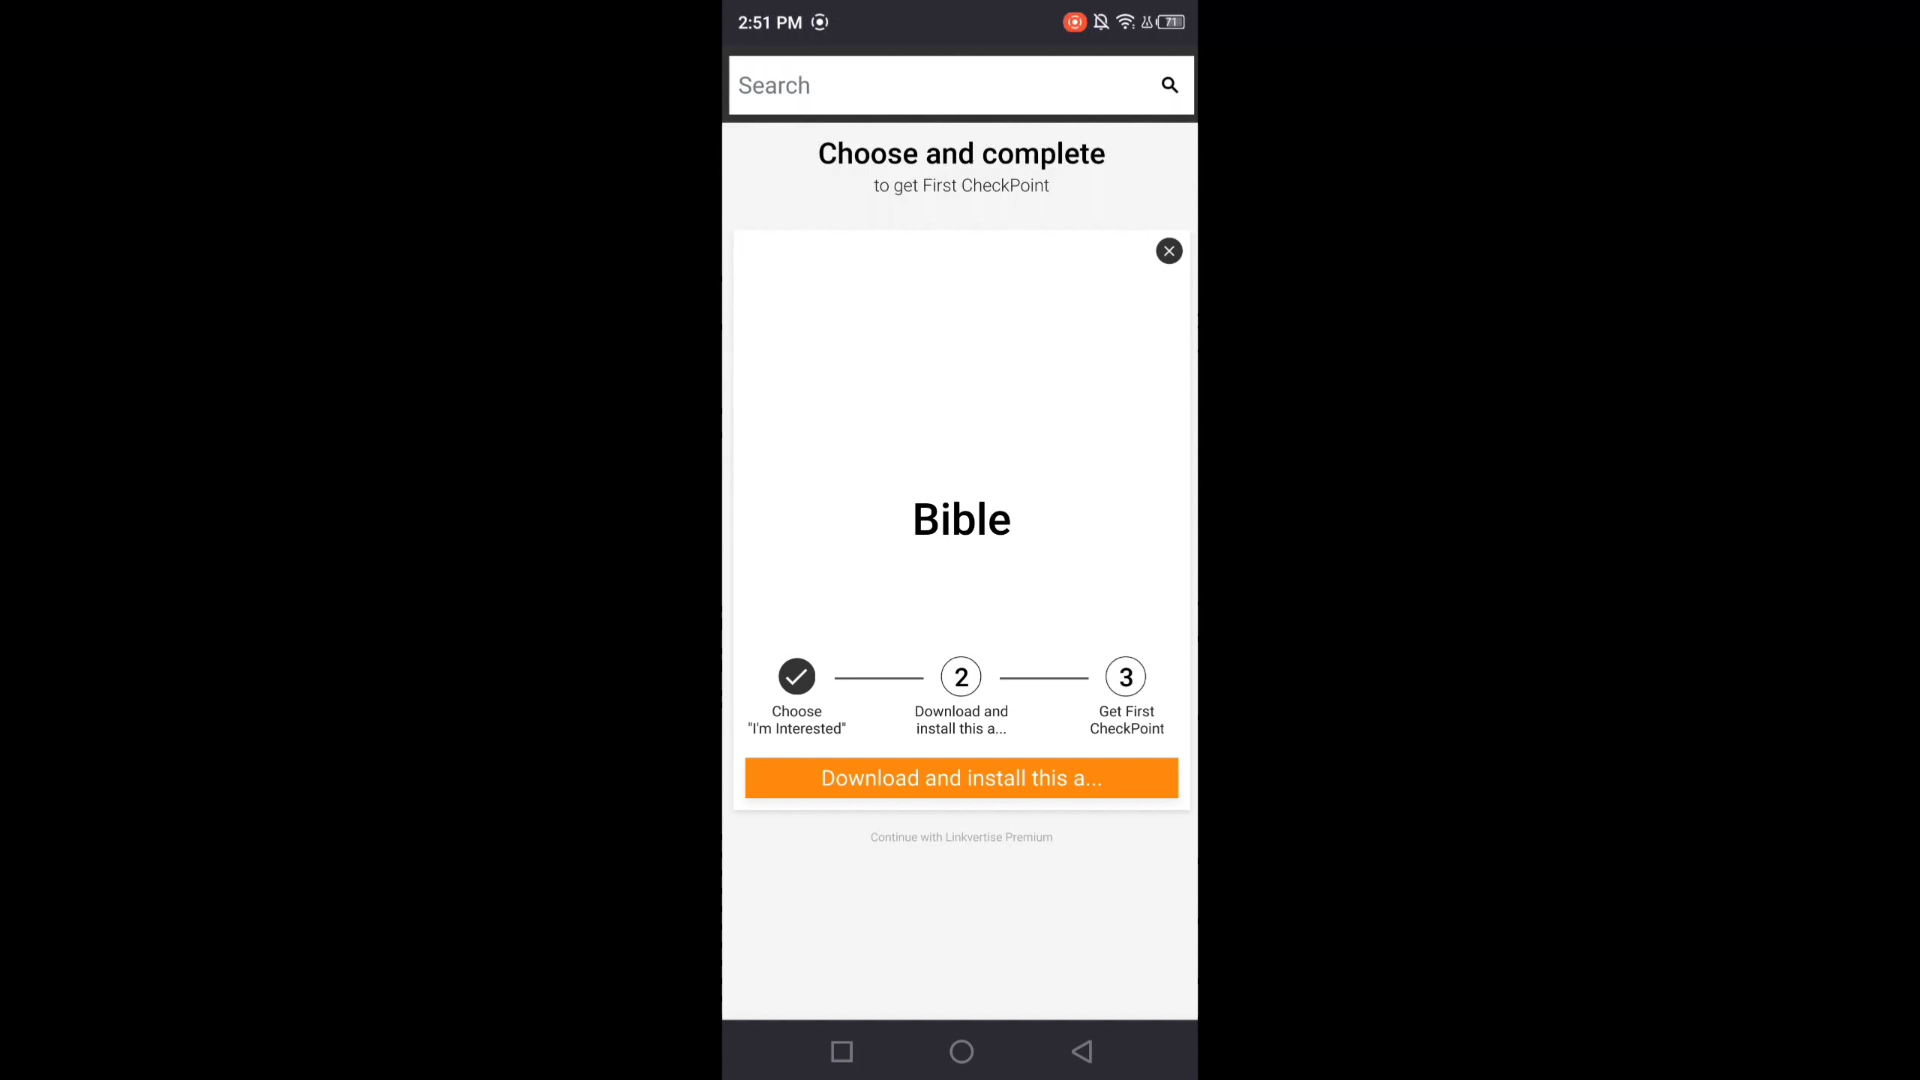 2:51 PM
71
Search
Choose and complete
to get First CheckPoint
Bible
2
3
Choose
"I'm Interested"
Download and
install this a...
Get First
CheckPoint
Download and install this a...
Continue with Linkvertise Premium